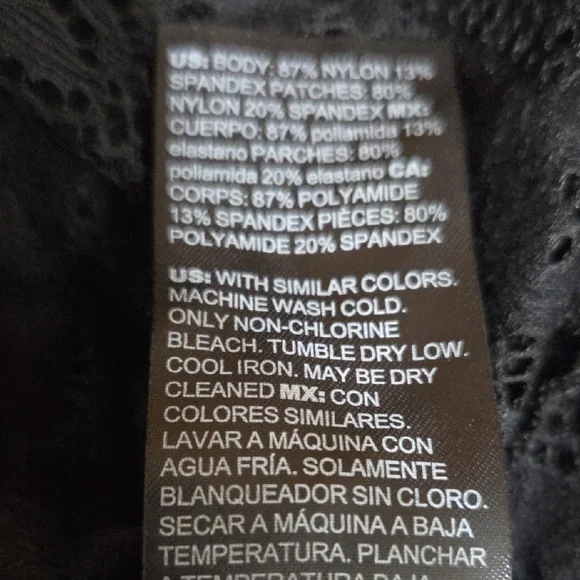 US: BODY: 87% NYLON 13%
SPANDEX PATCHES: 80%
NYLON 20% SPANDEX MX:
CUERPO: 87% poliamida 13%
elastano PARCHES: 80%
poliamida 20% elastano CA:
CORPS: 87% POLYAMIDE
13% SPANDEX PIÈCES: 80%
POLYAMIDE 20% SPANDEX
US: WITH SIMILAR COLORS.
MACHINE WASH COLD.
ONLY NON-CHLORINE
BLEACH. TUMBLE DRY LOW.
COOL IRON. MAY BE DRY
CLEANED MX: CON
COLORES SIMILARES.
LAVAR A MÁQUINA CON
AGUA FRÍA. SOLAMENTE
BLANQUEADOR SIN CLORO.
SECAR A MÁQUINA A BAJA
TEMPERATURA. PLANCHAR
A TEMPERATURA BAJA